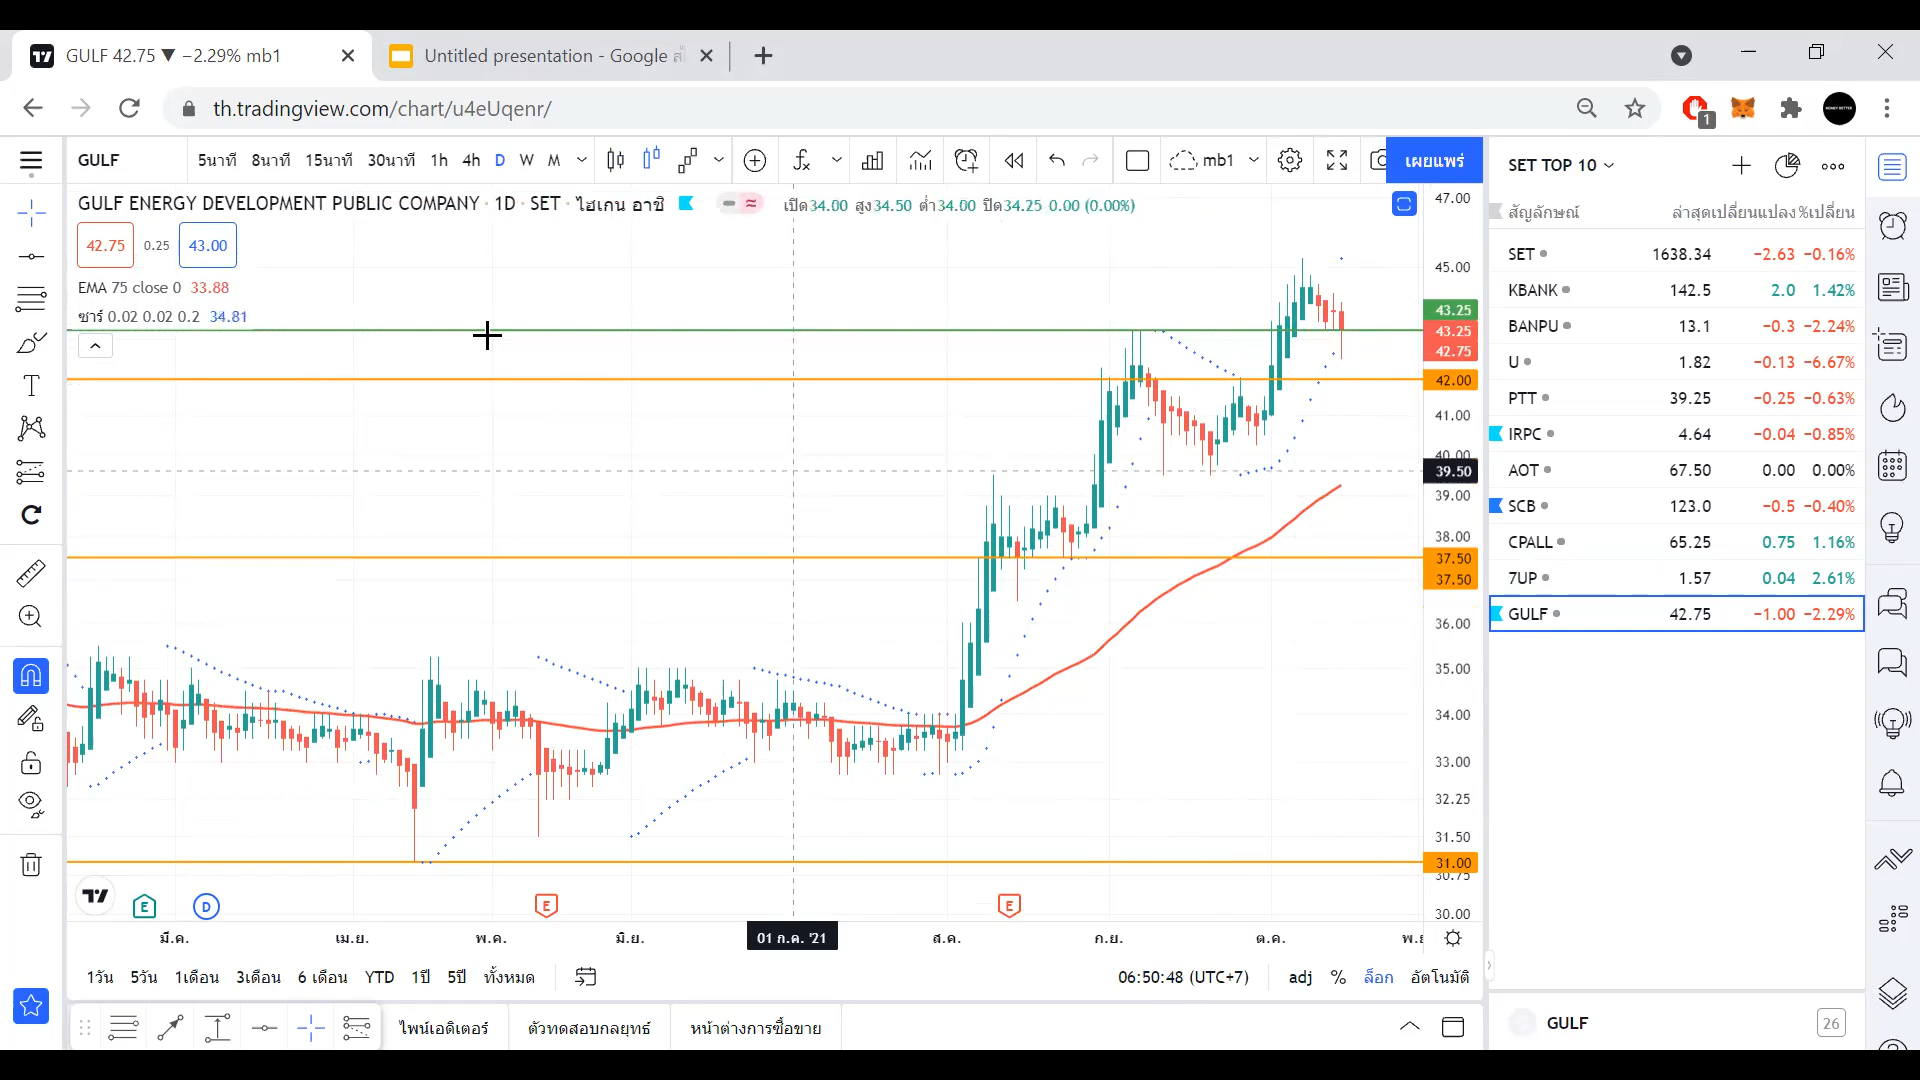 GULF 42.75 ▼ −2.29% mb1
Untitled presentation - Google
th.tradingview.com/chart/u4eUqenr/
1
GULF 5นาที 8นาที 15นาที 30นาที 1h 4h D W M mb1 เผยแพร่
SET TOP 10
GULF ENERGY DEVELOPMENT PUBLIC COMPANY · 1D · SET · ไฮเกน อาชิ เปิด34.00 สูง34.50 ต่ำ34.00 ปิด34.25 0.00 (0.00%)
42.75 0.25 43.00
EMA 75 close 0 33.88
ซาร์ 0.02 0.02 0.2 34.81
47.00
45.00
43.25
43.25
42.75
42.00
41.00
40.00
39.50
39.00
38.00
37.50
37.50
36.00
35.00
34.00
33.00
32.25
31.50
31.00
30.75
30.00
สัญลักษณ์ ล่าสุด เปลี่ยนแปลง %เปลี่ยน
SET 1638.34 −2.63 −0.16%
KBANK 142.5 2.0 1.42%
BANPU 13.1 −0.3 −2.24%
U 1.82 −0.13 −6.67%
PTT 39.25 −0.25 −0.63%
IRPC 4.64 −0.04 −0.85%
AOT 67.50 0.00 0.00%
SCB 123.0 −0.5 −0.40%
CPALL 65.25 0.75 1.16%
7UP 1.57 0.04 2.61%
GULF 42.75 −1.00 −2.29%
E D E E
มี.ค. เม.ย. พ.ค. มิ.ย. 01 ก.ค. '21 ส.ค. ก.ย. ต.ค.
1วัน 5วัน 1เดือน 3เดือน 6 เดือน YTD 1ปี 5ปี ทั้งหมด 06:50:48 (UTC+7) adj % ล็อก อัตโนมัติ
ไพน์เอดิเตอร์ ตัวทดสอบกลยุทธ์ หน้าต่างการซื้อขาย
GULF 26